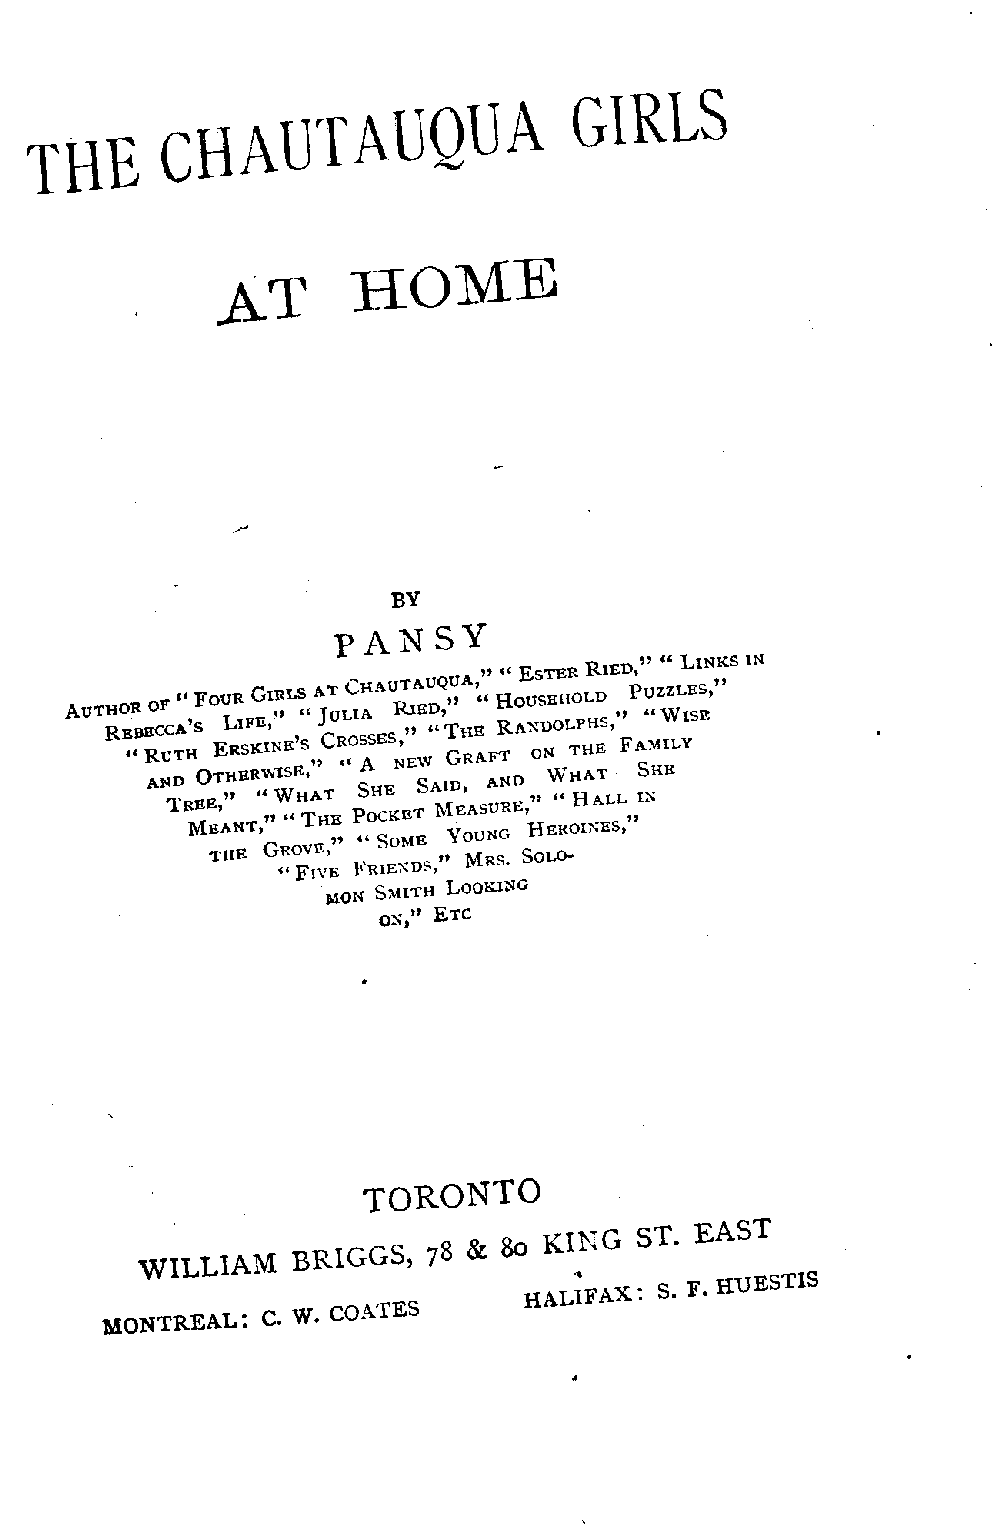 THE CHAUTAUQUA GIRLS
AT HOME
BY
PANSY
AUTHOR OF "FOUR GIRLS AT CHAUTAUQUA," "ESTER RIED," "LINKS IN
REBECCA'S LIFE," "JULIA RIED," "HOUSEHOLD PUZZLES,"
"RUTH ERSKINE'S CROSSES," "THE RANDOLPHS," "WISE
AND OTHERWISE," "A NEW GRAFT ON THE FAMILY
TREE," "WHAT SHE SAID, AND WHAT SHE
MEANT," "THE POCKET MEASURE," "HALL IN
THE GROVE," "SOME YOUNG HEROINES,"
"FIVE FRIENDS," MRS. SOLO-
MON SMITH LOOKING
ON," ETC
TORONTO
WILLIAM BRIGGS, 78 & 80 KING ST. EAST
MONTREAL: C. W. COATES HALIFAX: S. F. HUESTIS